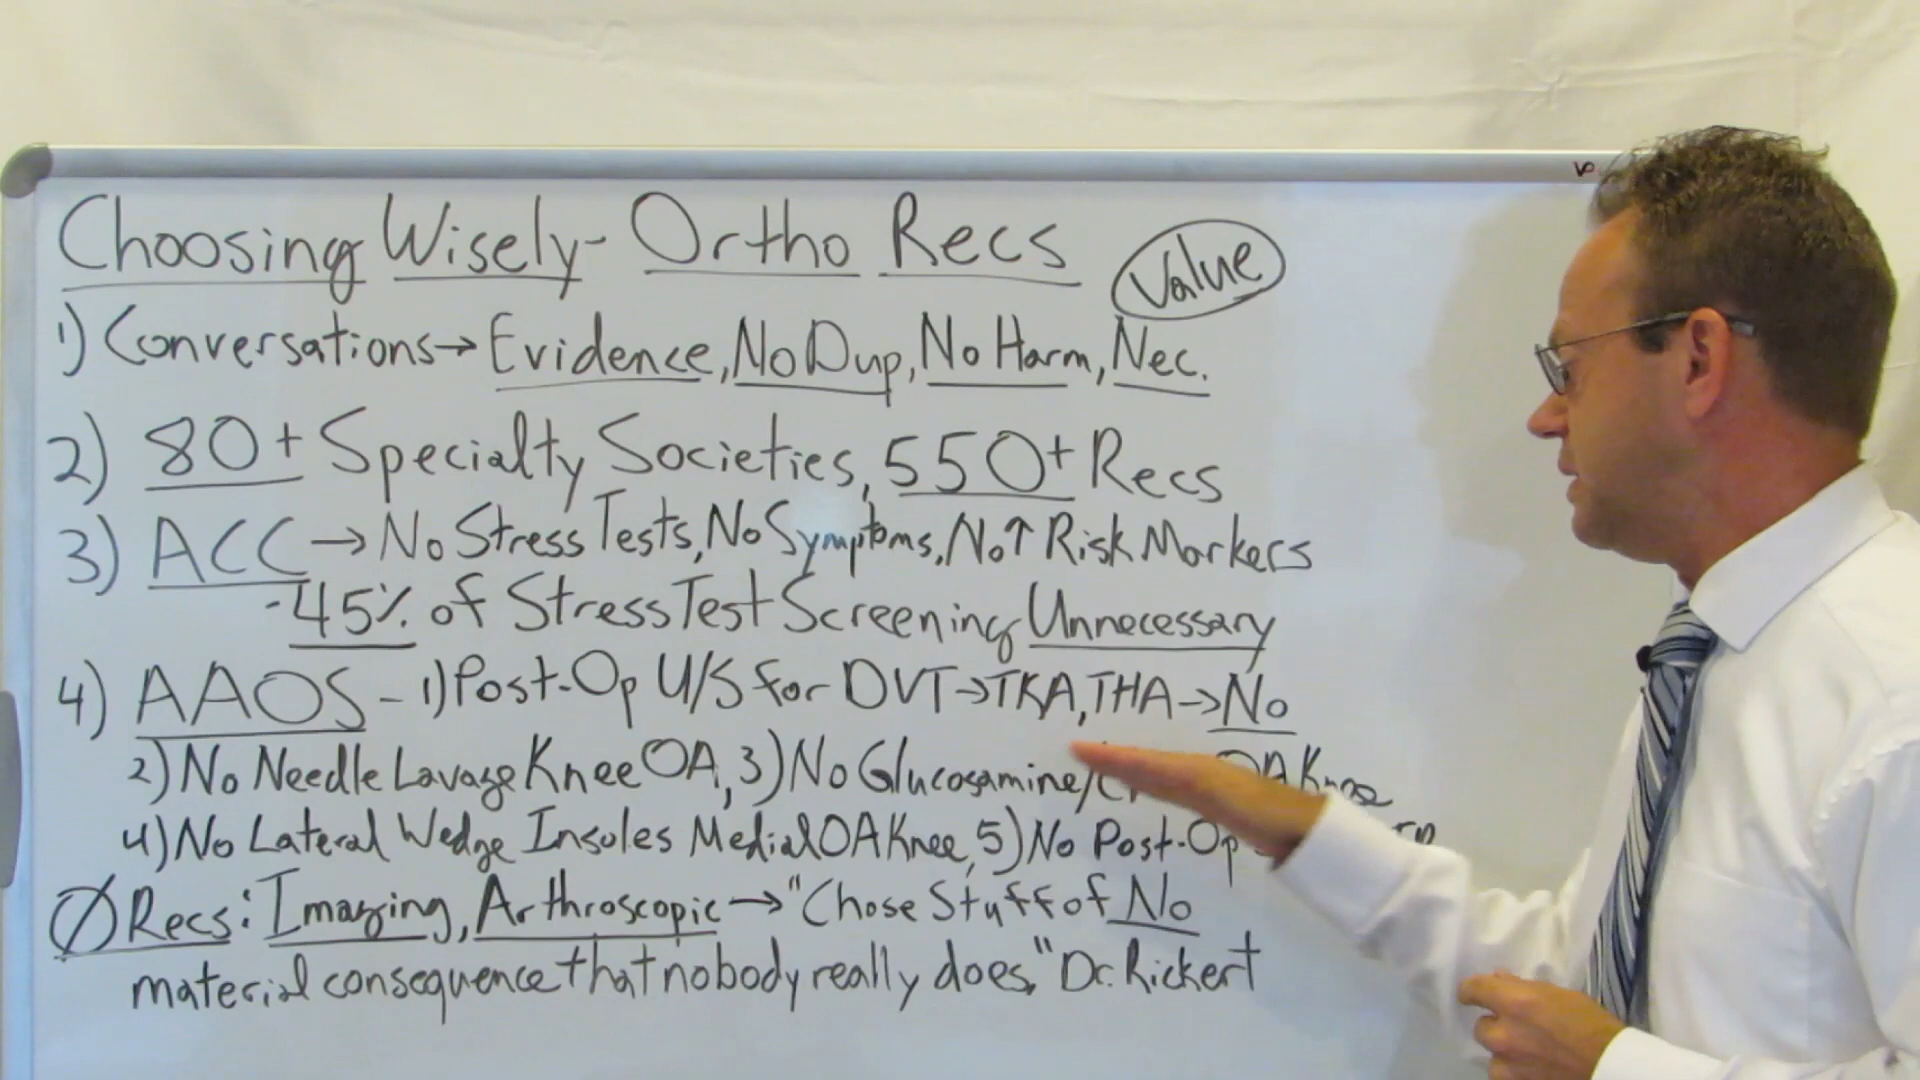 Choosing Wisely- Ortho Recs
Value
1) Conversations→ Evidence, No Dup, No Harm, Nec.
2) 80+ Specialty Societies, 550+ Recs
3) ACC → No Stress Tests, No Symptoms, No↑ Risk Markers
-45% of Stress Test Screening Unnecessary
4) AAOS - 1) Post-Op U/S for DVT→TKA, THA→No
2) No Needle Lavage Knee OA, 3) No Glucosamine/ OA Knee
4) No Lateral Wedge Insoles Medial OA Knee, 5) No Post-Op
Ø Recs: Imazing, Arthroscopic → "Chose Stuff of No
material consequence that nobody really does," Dr. Rickert